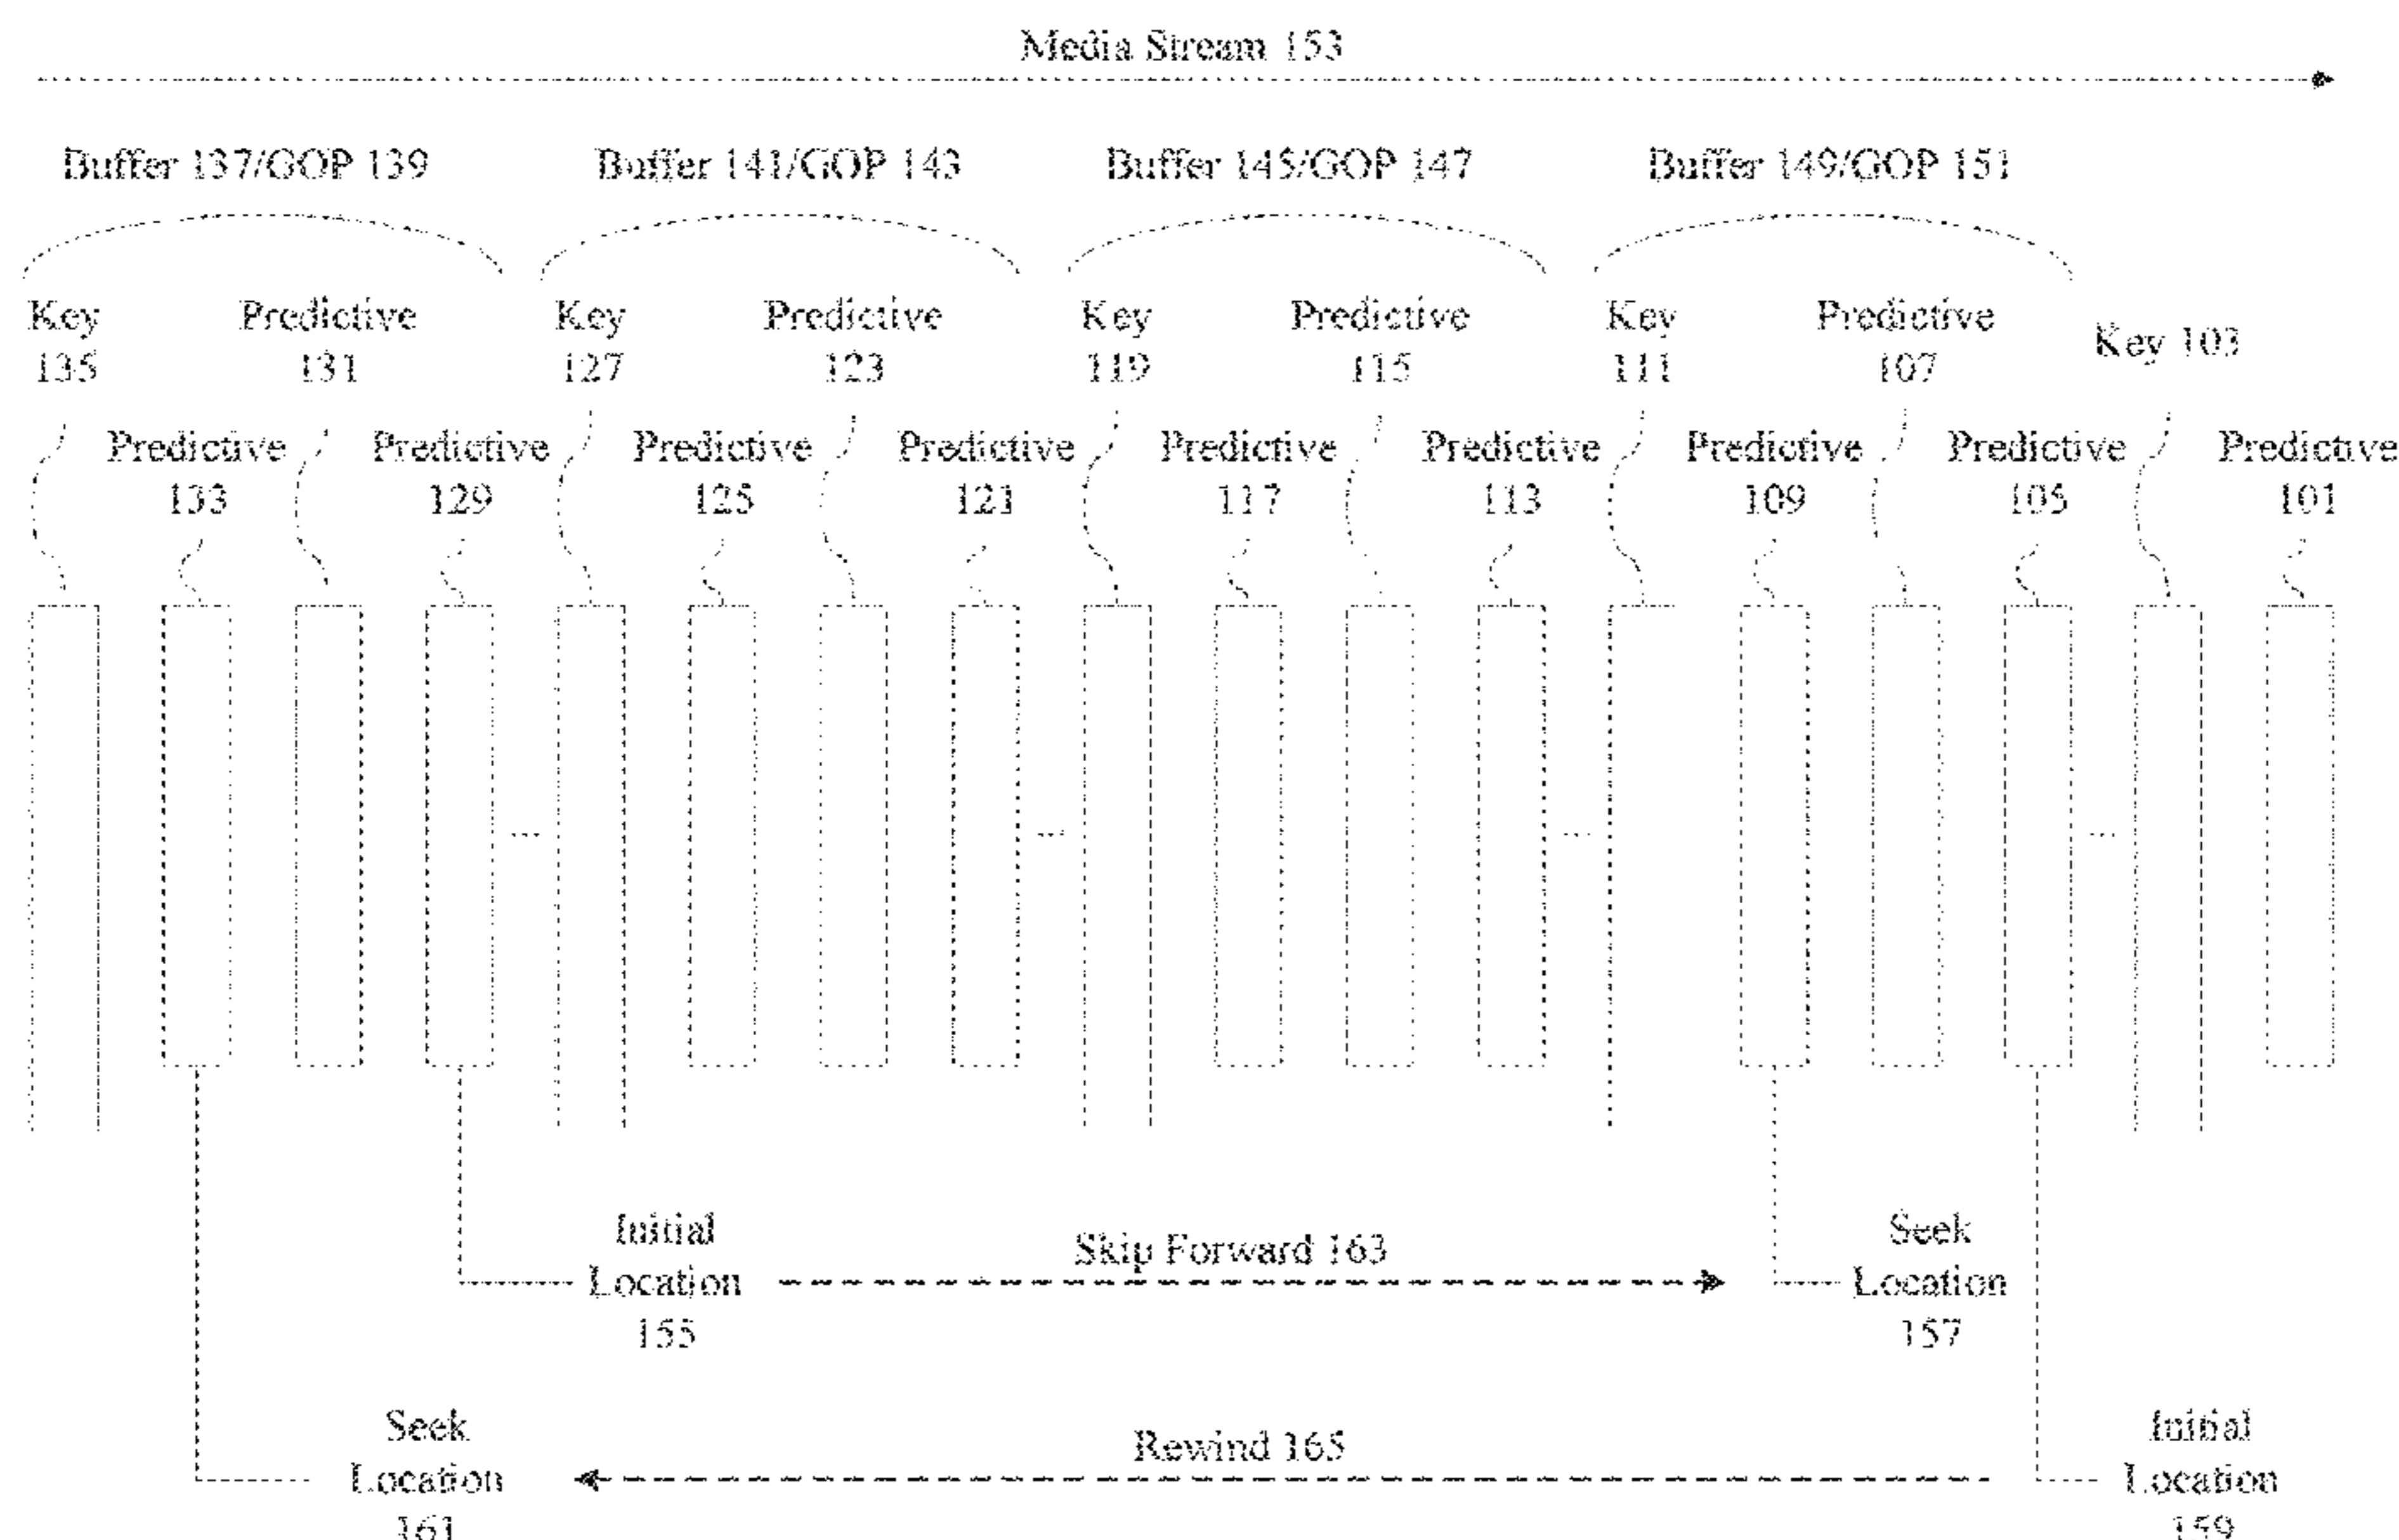 Media Stream 153
Buffer 137/GOP 139
Buffer 141/GOP 143
Buffer 145/GOP 147
Buffer 149/GOP 151
Key
135
Predictive
131
Key
127
Predictive
123
Key
119
Predictive
115
Key
111
Predictive
107
Key 103
Predictive
133
Predictive
129
Predictive
125
Predictive
121
Predictive
117
Predictive
113
Predictive
109
Predictive
105
Predictive
101
...
...
...
...
Initial
Location
155
Skip Forward 163
Seek
Location
157
Seek
Location
161
Rewind 165
Initial
Location
159